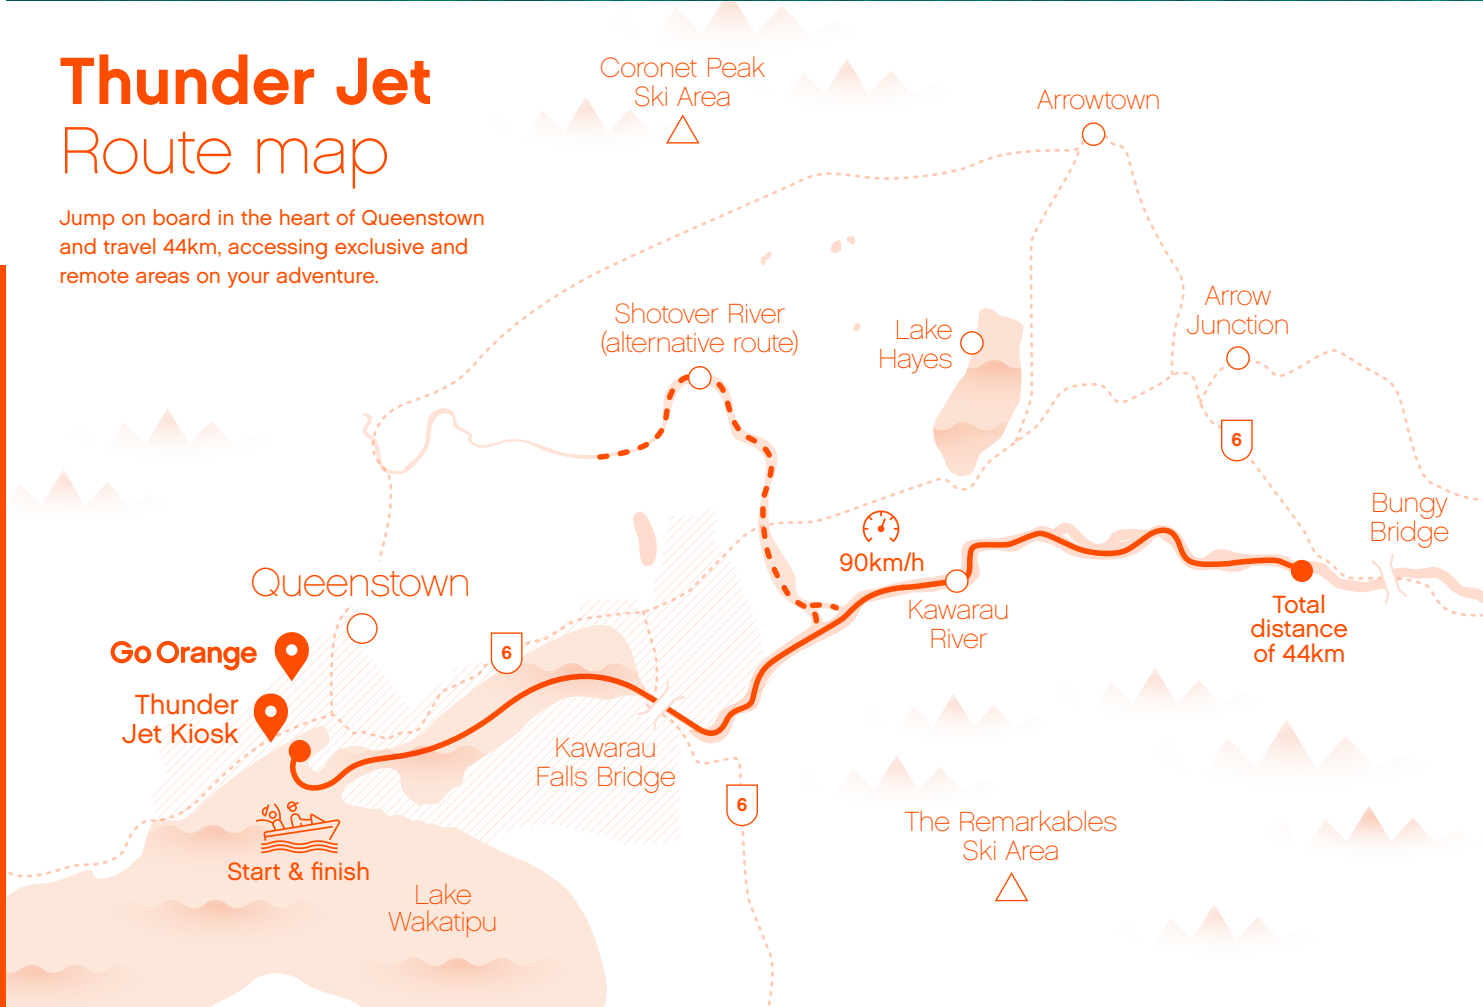 Thunder Jet
Route map
Jump on board in the heart of Queenstown
and travel 44km, accessing exclusive and
remote areas on your adventure.
Coronet Peak
Ski Area
Arrowtown
Shotover River
(alternative route)
Lake
Hayes
Arrow
Junction
6
Bungy
Bridge
90km/h
Queenstown
Kawarau
River
Total
distance
of 44km
Go Orange
6
Thunder
Jet Kiosk
Kawarau
Falls Bridge
6
The Remarkables
Ski Area
Start & finish
Lake
Wakatipu